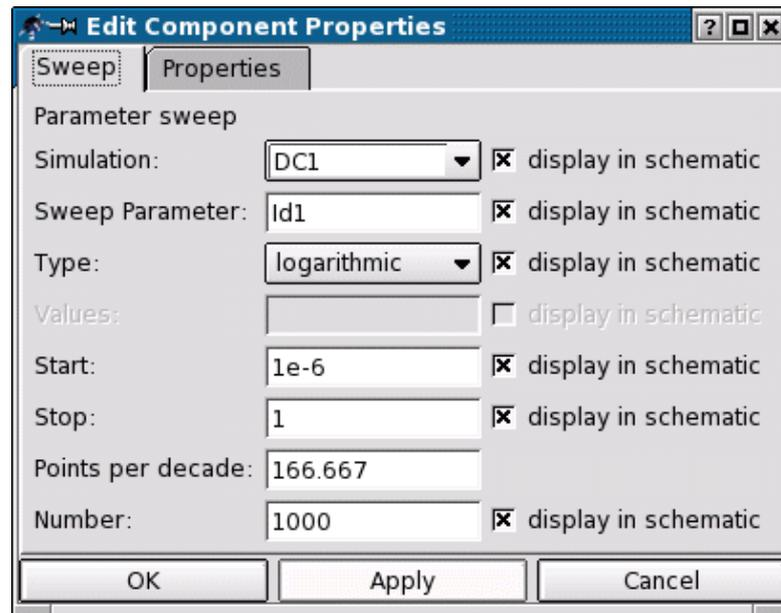 Edit Component Properties
Sweep Properties
Parameter sweep
Simulation: DC1 display in schematic
Sweep Parameter: Id1 display in schematic
Type: logarithmic display in schematic
Values: display in schematic
Start: 1e-6 display in schematic
Stop: 1 display in schematic
Points per decade: 166.667
Number: 1000 display in schematic
OK Apply Cancel